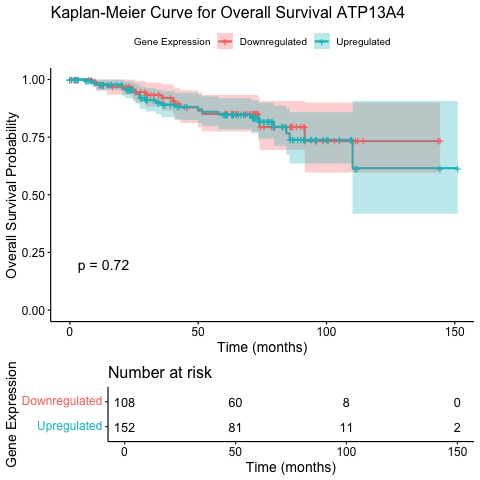 Kaplan-Meier Curve for Overall Survival ATP13A4
Gene Expression Downregulated Upregulated
Overall Survival Probability
1.00
0.75
0.50
0.25
0.00
p = 0.72
0 50 100 150
Time (months)
Number at risk
Gene Expression
Downregulated 108 60 8 0
Upregulated 152 81 11 2
0 50 100 150
Time (months)